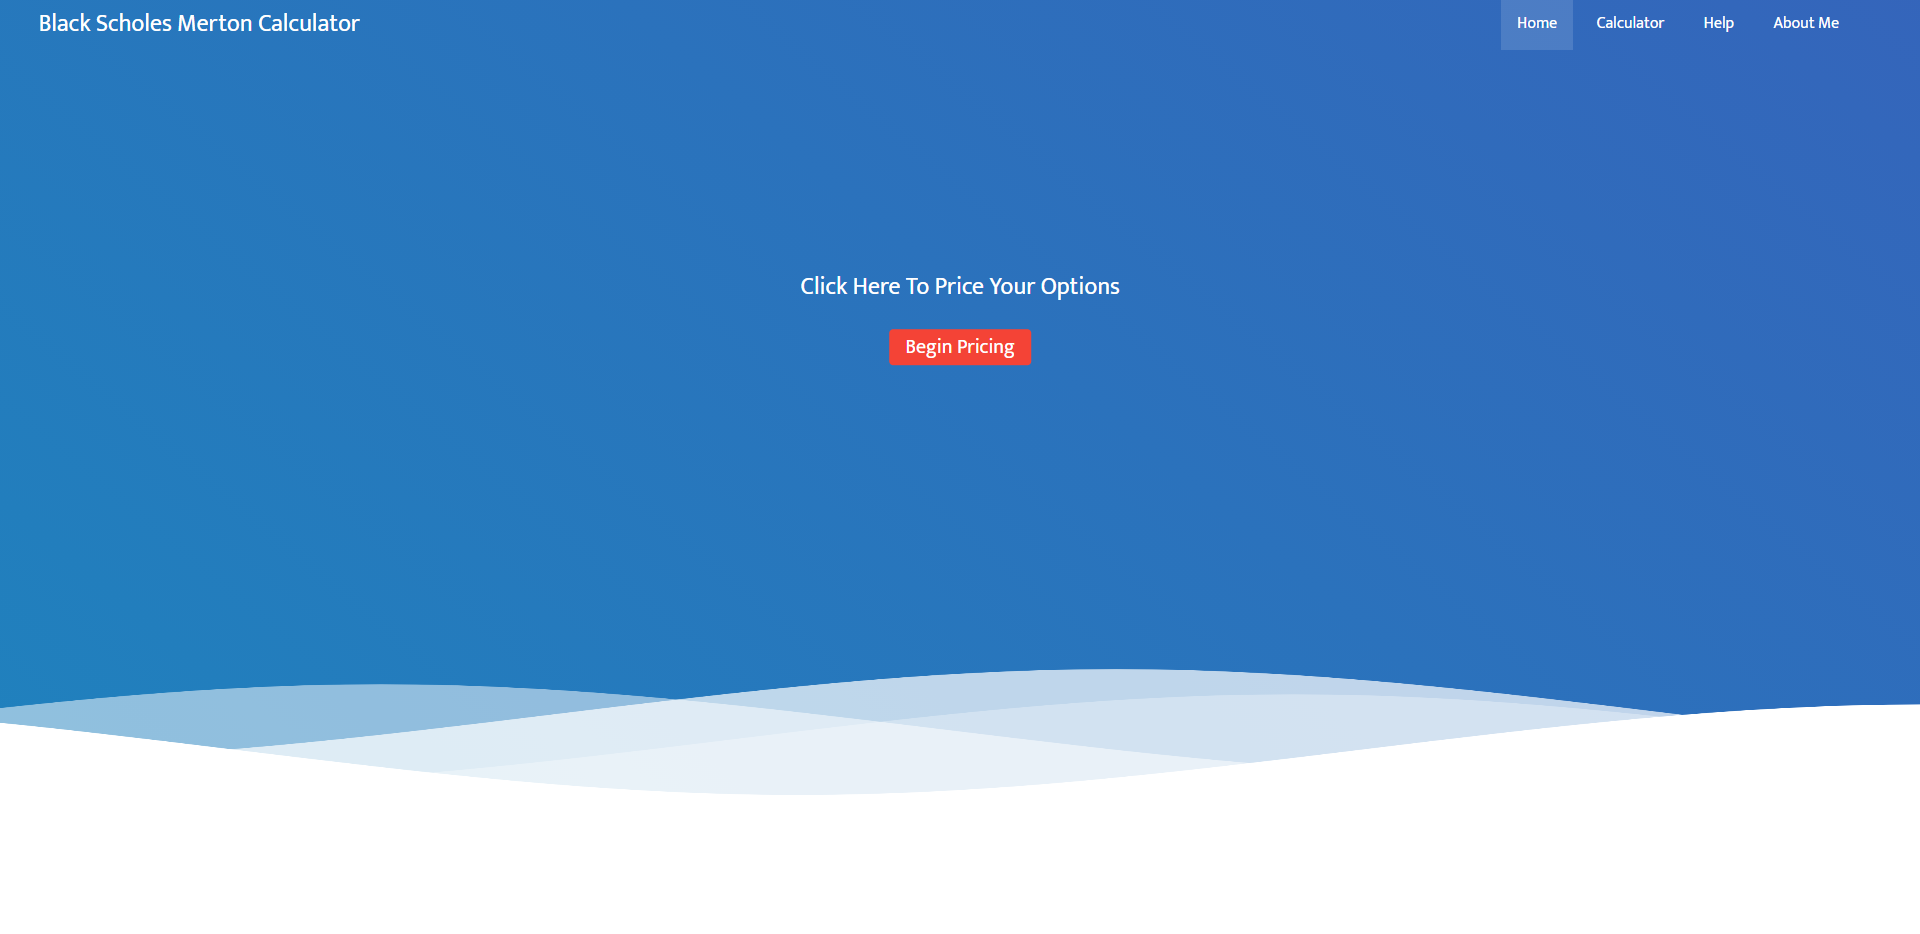 Black Scholes Merton Calculator
Home Calculator Help About Me
Click Here To Price Your Options
Begin Pricing